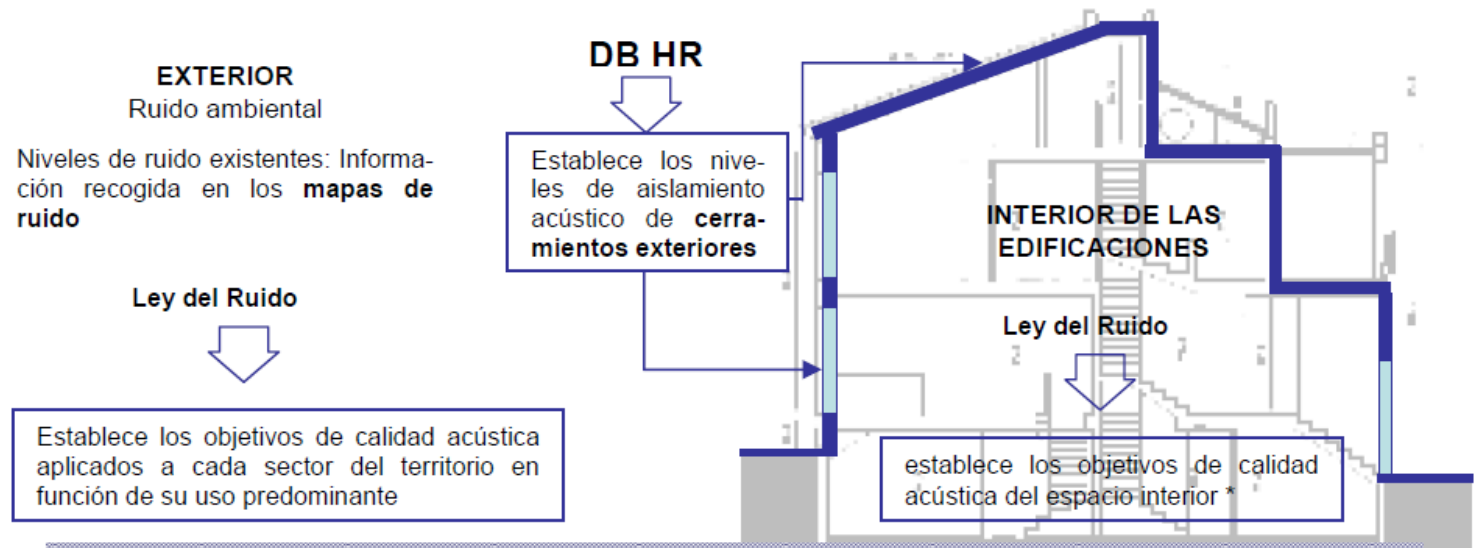 EXTERIOR
Ruido ambiental
Niveles de ruido existentes: Informa-
ción recogida en los mapas de
ruido
Ley del Ruido
Establece los objetivos de calidad acústica
aplicados a cada sector del territorio en
función de su uso predominante
DB HR
Establece los nive-
les de aislamiento
acústico de cerra-
mientos exteriores
INTERIOR DE LAS
EDIFICACIONES
Ley del Ruido
establece los objetivos de calidad
acústica del espacio interior *